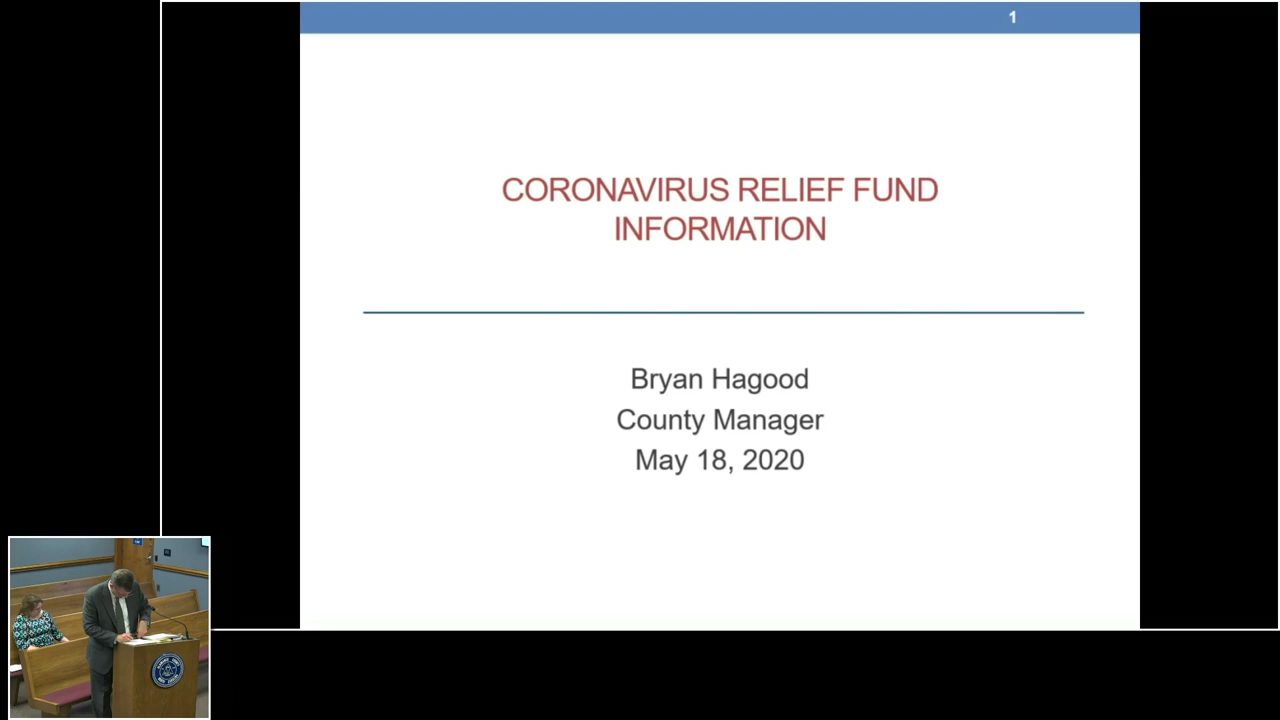 1
CORONAVIRUS RELIEF FUND
INFORMATION
Bryan Hagood
County Manager
May 18, 2020